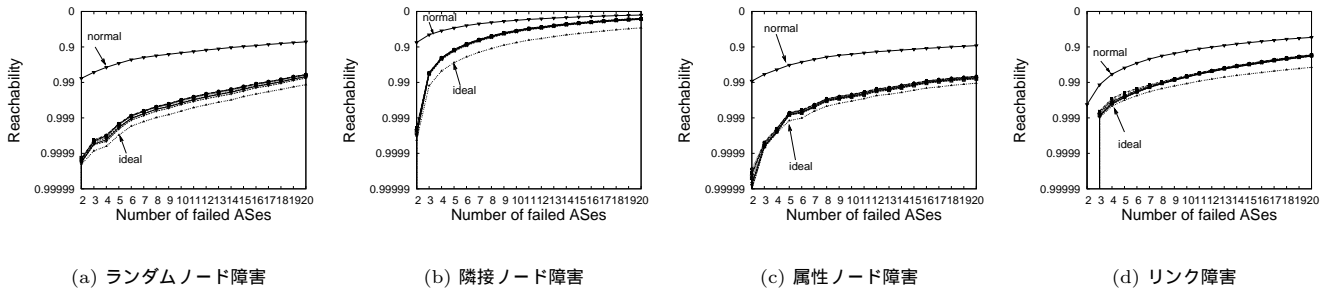 Reachability
0
0.9
0.99
0.999
0.9999
0.99999
normal
ideal
2 3 4 5 6 7 8 9 1011121314151617181920
Number of failed ASes
(a) ランダムノード障害
Reachability
0
0.9
0.99
0.999
0.9999
0.99999
normal
ideal
2 3 4 5 6 7 8 9 1011121314151617181920
Number of failed ASes
(b) 隣接ノード障害
Reachability
0
0.9
0.99
0.999
0.9999
0.99999
normal
ideal
2 3 4 5 6 7 8 9 1011121314151617181920
Number of failed ASes
(c) 属性ノード障害
Reachability
0
0.9
0.99
0.999
0.9999
0.99999
normal
ideal
2 3 4 5 6 7 8 9 1011121314151617181920
Number of failed ASes
(d) リンク障害